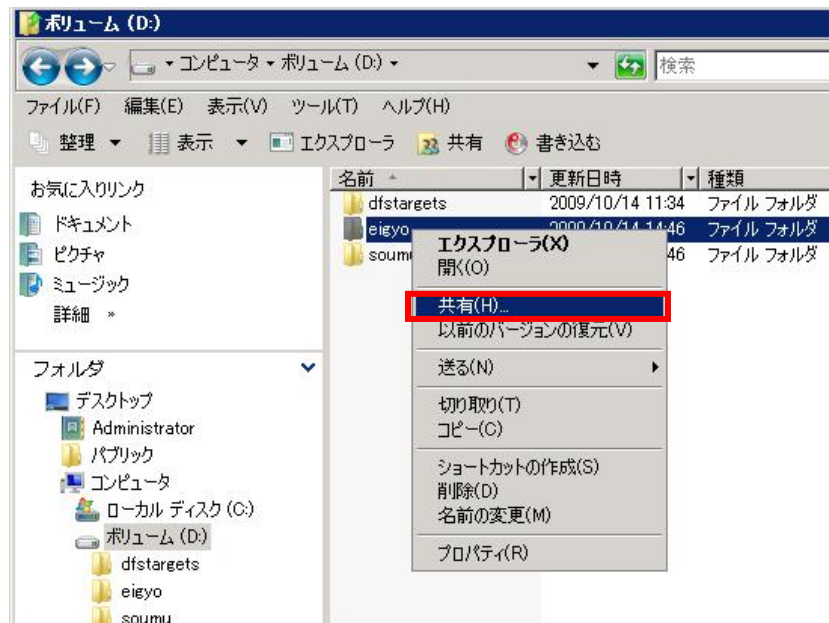 ボリューム (D:)
コンピュータ ボリューム (D:) 検索
ファイル(F) 編集(E) 表示(V) ツール(T) ヘルプ(H)
整理 表示 エクスプローラ 共有 書き込む
お気に入りリンク
ドキュメント
ピクチャ
ミュージック
詳細 »
フォルダ
デスクトップ
Administrator
パブリック
コンピュータ
ローカル ディスク (C:)
ボリューム (D:)
dfstargets
eigyo
soumu
名前 更新日時 種類
dfstargets 2009/10/14 11:34 ファイル フォルダ
eigyo 2009/10/14 14:46 ファイル フォルダ
soum 46 ファイル フォルダ
エクスプローラ(X)
開く(O)
共有(H)...
以前のバージョンの復元(V)
送る(N)
切り取り(T)
コピー(C)
ショートカットの作成(S)
削除(D)
名前の変更(M)
プロパティ(R)